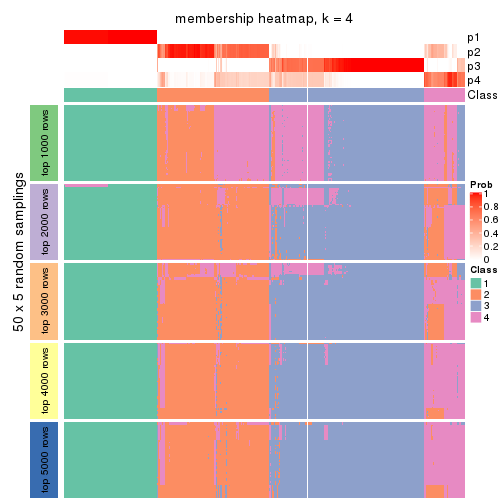 membership heatmap, k = 4
p1
p2
p3
p4
Class
50 x 5 random samplings
top 1000 rows
top 2000 rows
top 3000 rows
top 4000 rows
top 5000 rows
Prob
1
0.8
0.6
0.4
0.2
0
Class
1
2
3
4